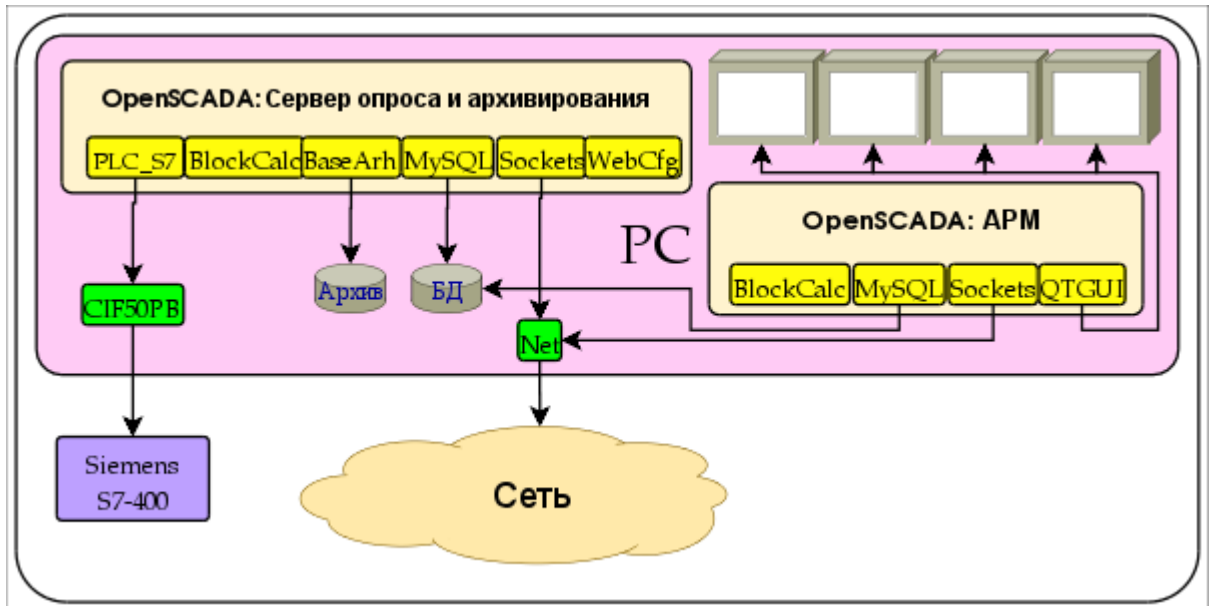 OpenSCADA: Сервер опроса и архивирования
PLC_S7 BlockCalc BaseArh MySQL Sockets WebCfg
OpenSCADA: АРМ
PC
BlockCalc MySQL Sockets QTGUI
Архив
БД
CIF50PB
Net
Siemens
S7-400
Сеть